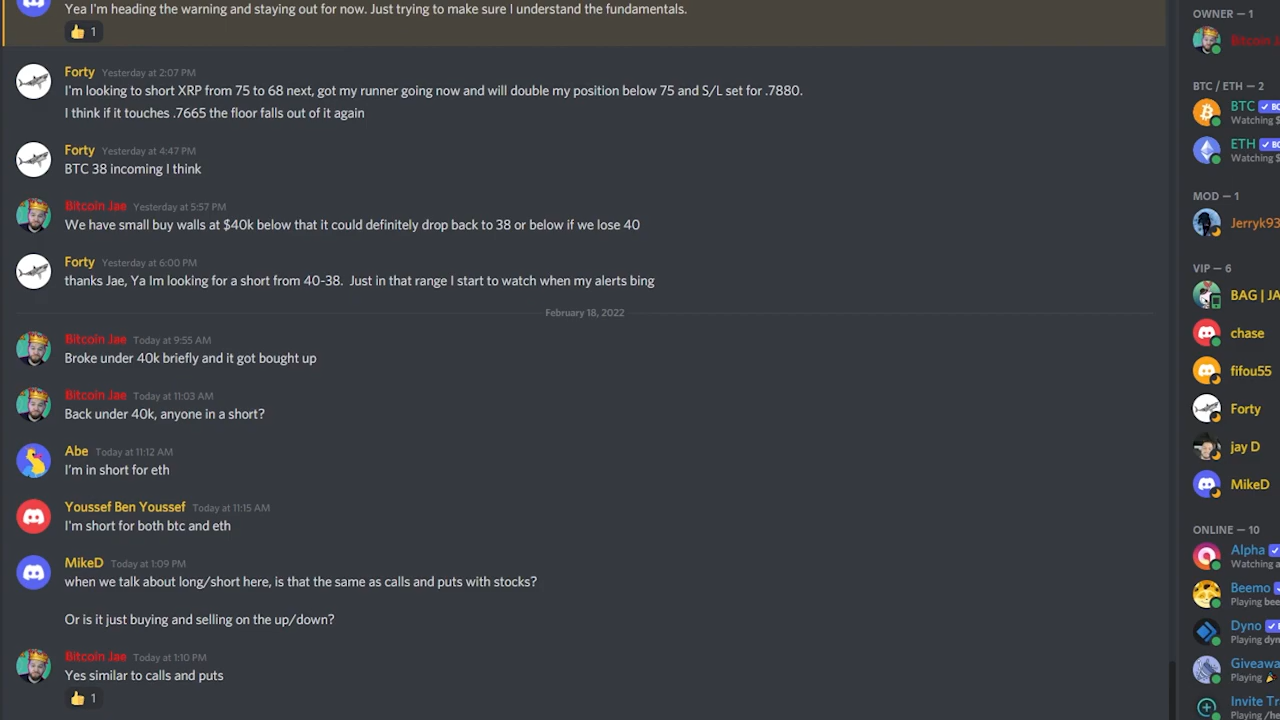 Yea I'm heading the warning and staying out for now. Just trying to make sure I understand the fundamentals.
👍 1
Forty Yesterday at 2:07 PM
I'm looking to short XRP from 75 to 68 next, got my runner going now and will double my position below 75 and S/L set for .7880.
I think if it touches .7665 the floor falls out of it again
Forty Yesterday at 4:47 PM
BTC 38 incoming I think
Bitcoin Jae Yesterday at 5:57 PM
We have small buy walls at $40k below that it could definitely drop back to 38 or below if we lose 40
Forty Yesterday at 6:00 PM
thanks Jae, Ya Im looking for a short from 40-38. Just in that range I start to watch when my alerts bing
February 18, 2022
Bitcoin Jae Today at 9:55 AM
Broke under 40k briefly and it got bought up
Bitcoin Jae Today at 11:03 AM
Back under 40k, anyone in a short?
Abe Today at 11:12 AM
I'm in short for eth
Youssef Ben Youssef Today at 11:15 AM
I'm short for both btc and eth
MikeD Today at 1:09 PM
when we talk about long/short here, is that the same as calls and puts with stocks?
Or is it just buying and selling on the up/down?
Bitcoin Jae Today at 1:10 PM
Yes similar to calls and puts
👍 1
OWNER — 1
Bitcoin J
BTC / ETH — 2
BTC ✓ BO
Watching $
ETH ✓ BO
Watching $
MOD — 1
Jerryk93
VIP — 6
BAG | JA
chase
fifou55
Forty
jay D
MikeD
ONLINE — 10
Alpha ✓
Watching a
Beemo ✓
Playing bee
Dyno ✓ B
Playing dyn
Giveawa
Playing 🎉
Invite Tr
Playing /he